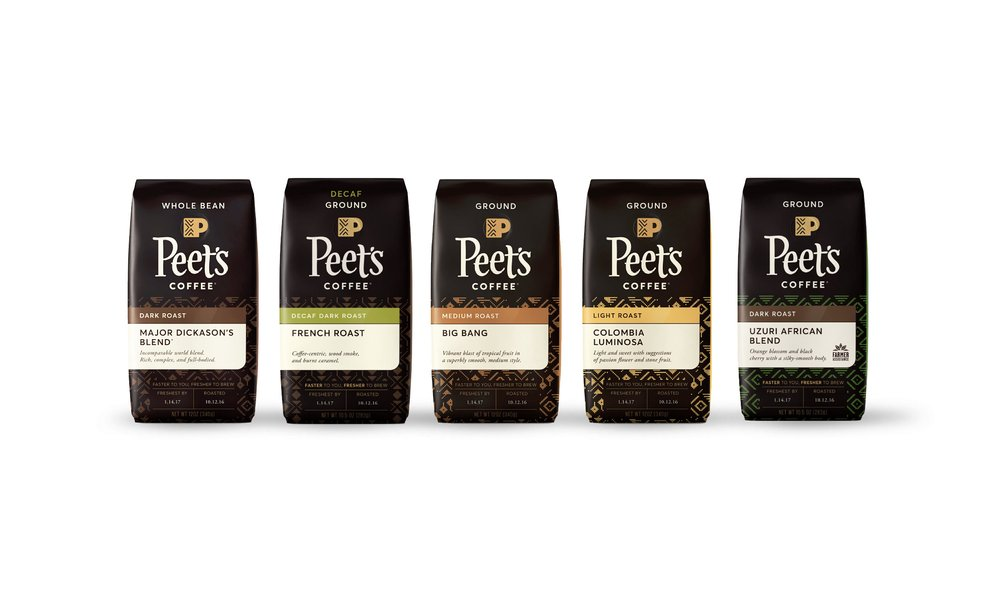 WHOLE BEAN
P
Peet's
COFFEE
DARK ROAST
MAJOR DICKASON'S
BLEND
Incomparable world blend.
Rich, complex, and full-bodied.
FASTER TO YOU, FRESHER TO BREW
FRESHEST BY ROASTED
1.14.17 10.12.16
NET WT 12OZ (340g)
DECAF
GROUND
P
Peet's
COFFEE
DECAF DARK ROAST
FRENCH ROAST
Coffee-centric, wood smoke,
and burnt caramel.
FASTER TO YOU, FRESHER TO BREW
FRESHEST BY ROASTED
1.14.17 10.12.16
NET WT 10.5 OZ (297g)
GROUND
P
Peet's
COFFEE
MEDIUM ROAST
BIG BANG
Vibrant blast of tropical fruit in
a superbly smooth, medium style.
FASTER TO YOU, FRESHER TO BREW
FRESHEST BY ROASTED
1.14.17 10.12.16
NET WT 12OZ (340g)
GROUND
P
Peet's
COFFEE
LIGHT ROAST
COLOMBIA
LUMINOSA
Light and sweet with suggestions
of passion flower and stone fruit.
FASTER TO YOU, FRESHER TO BREW
FRESHEST BY ROASTED
1.14.17 10.12.16
NET WT 12OZ (340g)
GROUND
P
Peet's
COFFEE
DARK ROAST
UZURI AFRICAN
BLEND
Orange blossom and black
cherry with a silky-smooth body.
FARMER
ASSISTANCE
FASTER TO YOU, FRESHER TO BREW
FRESHEST BY ROASTED
1.14.17 10.12.16
NET WT 10.5 OZ